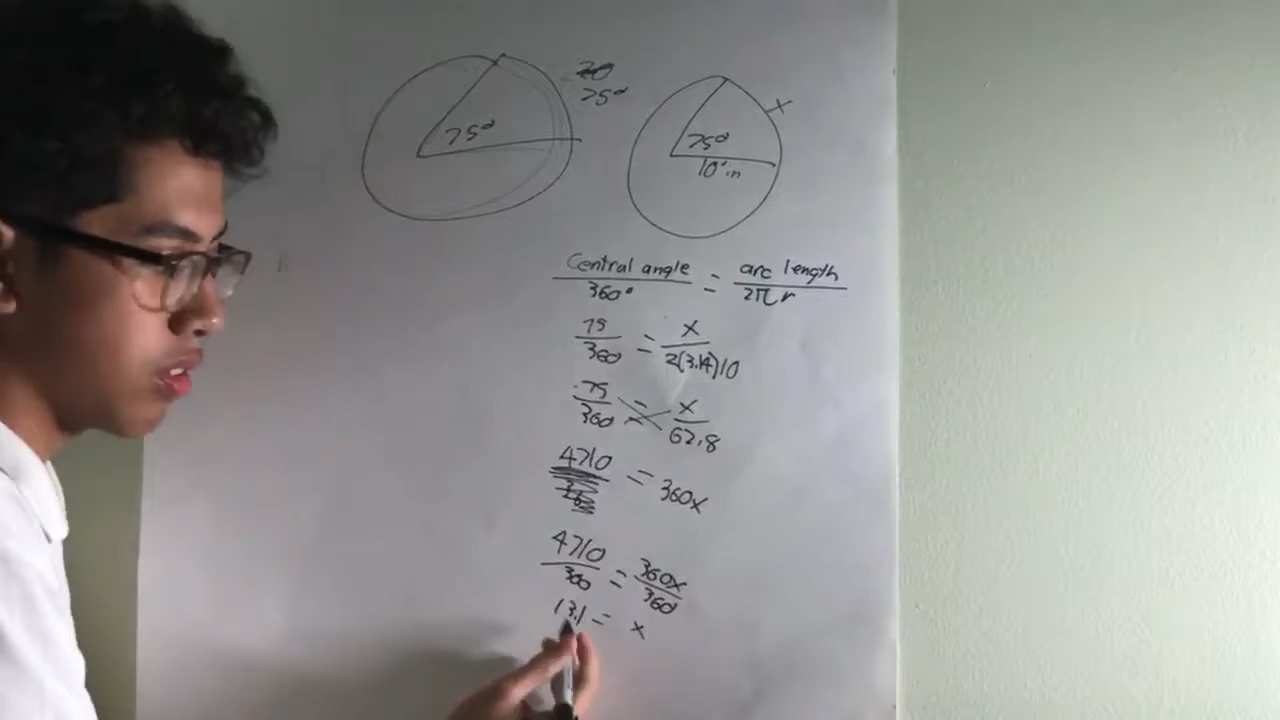 75°
75°
75°
x
10 in
Central angle = arc length
360° 2πr
75 = x
360 2(3.14)10
75 = x
360 62.8
4710 = 360x
4710 = 360x
360 360
13.1 = x